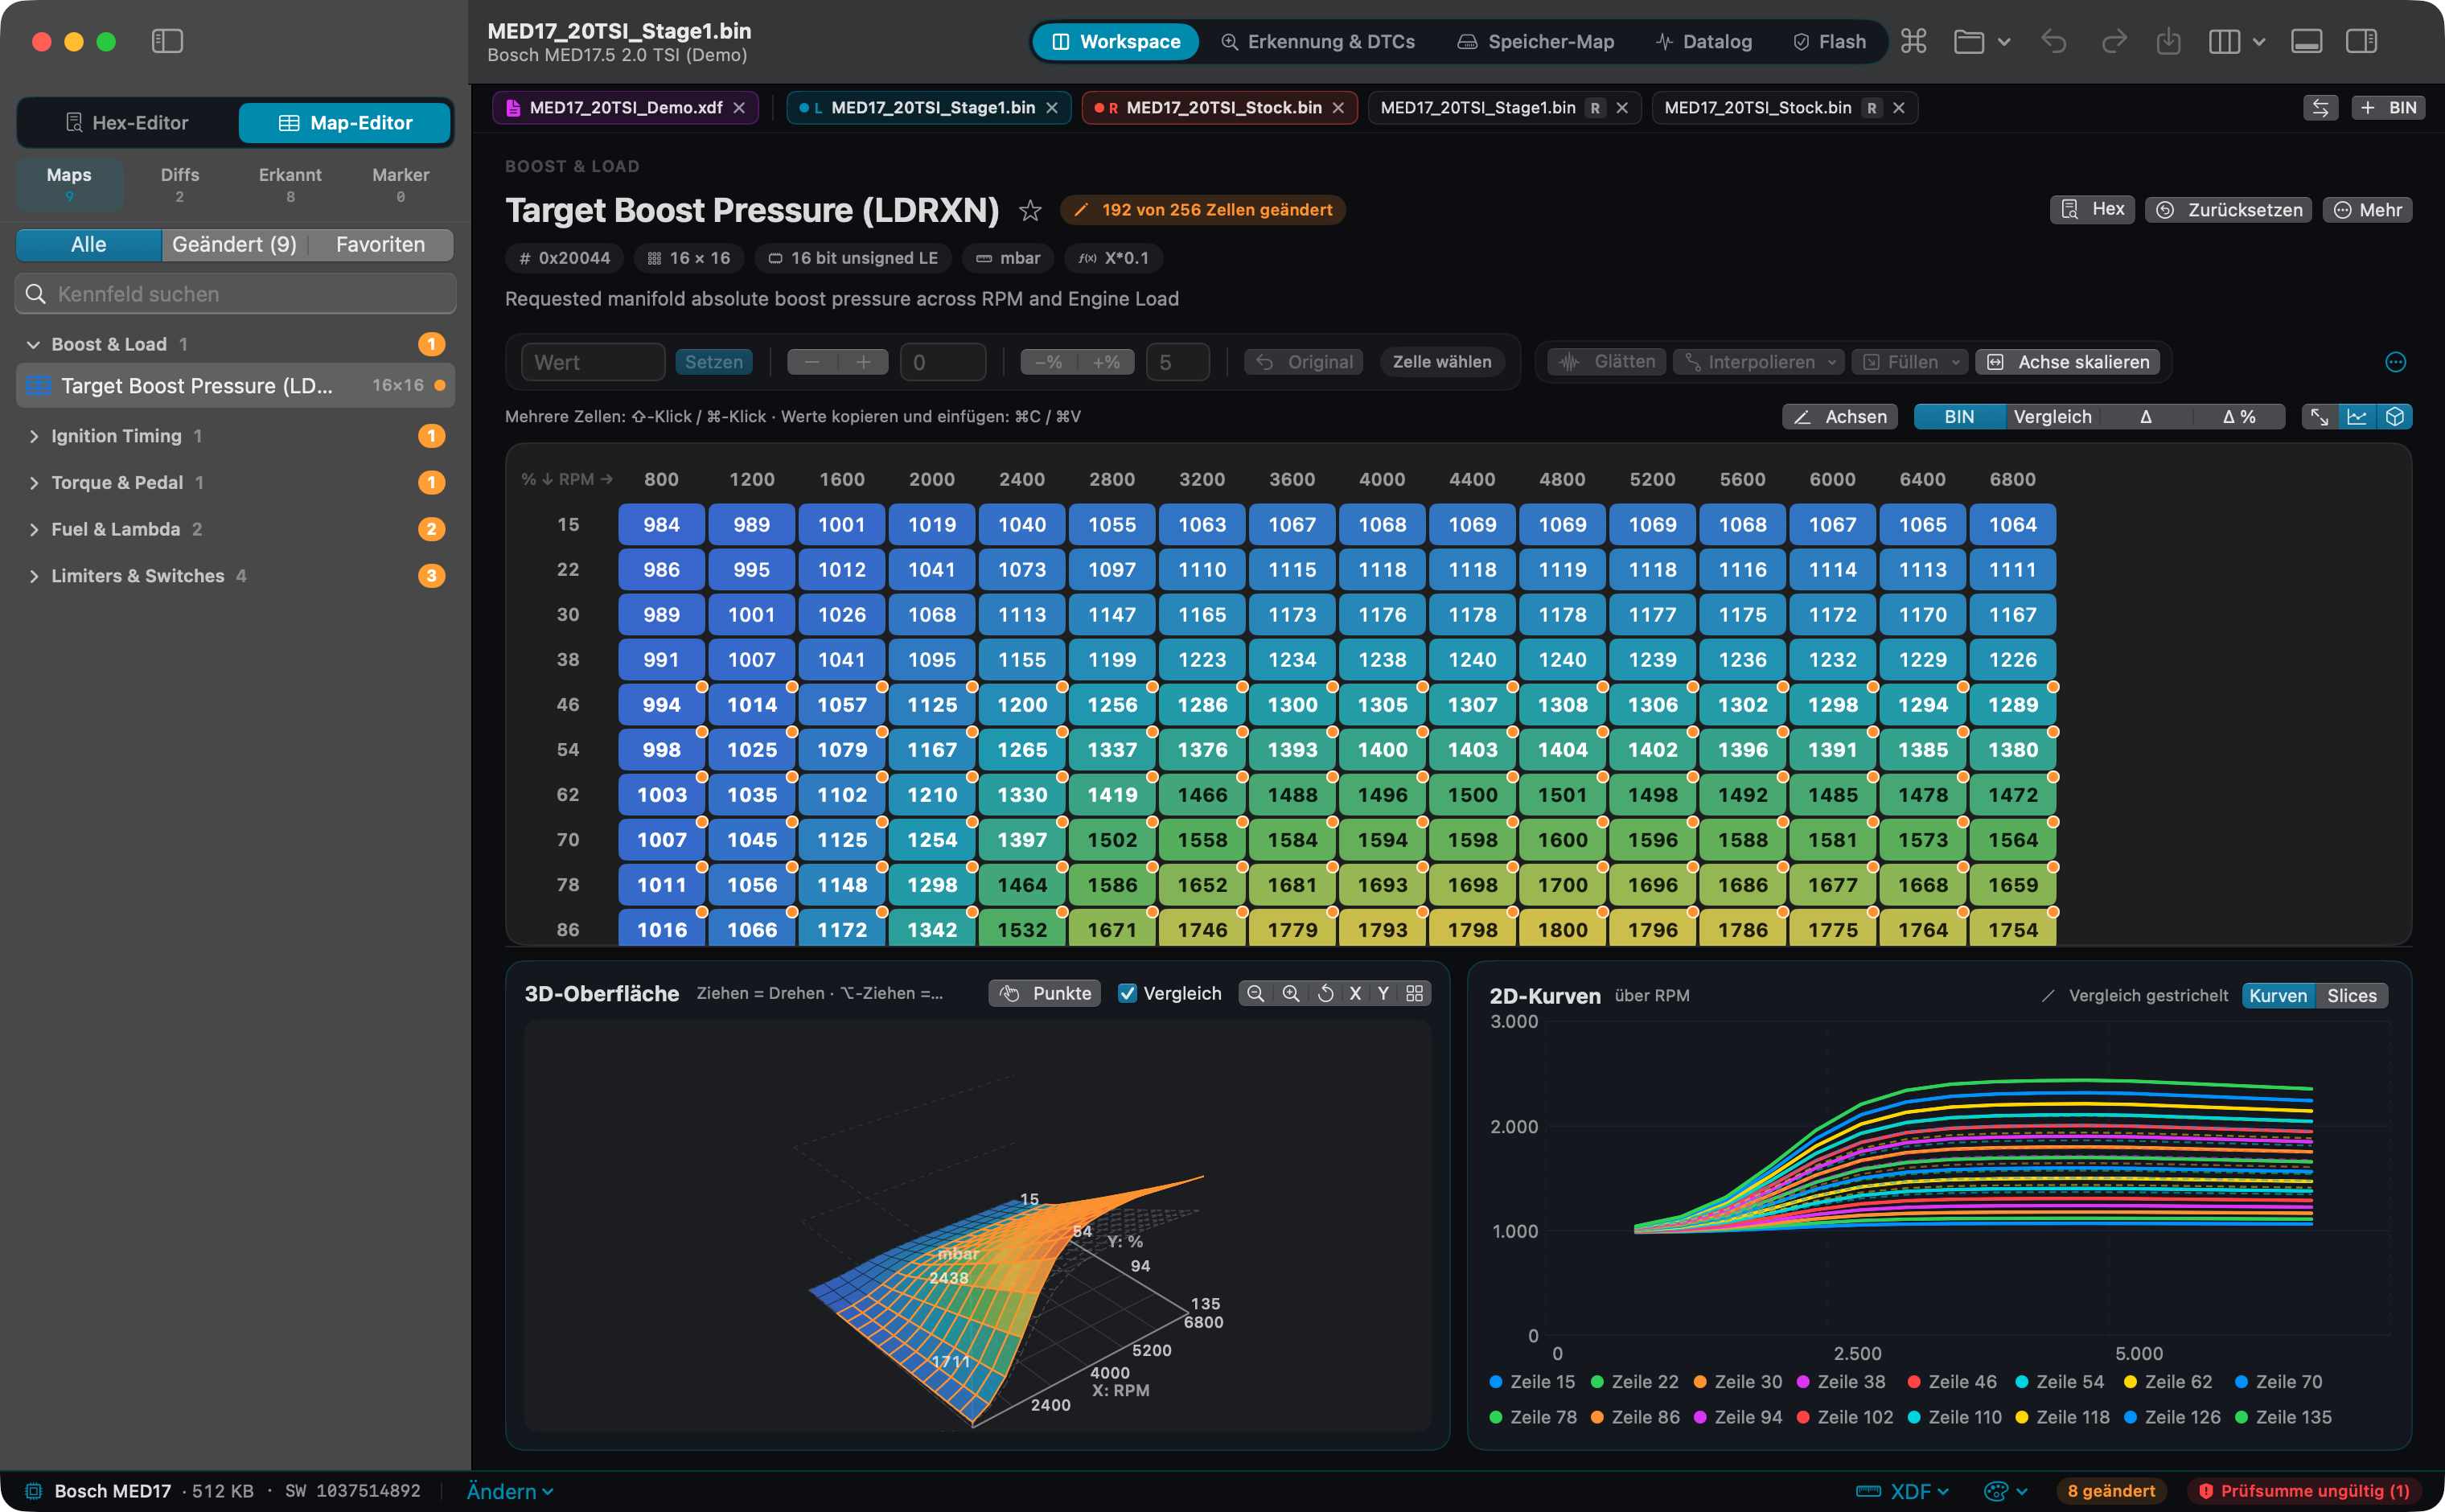 MED17_20TSI_Stage1.bin
Bosch MED17.5 2.0 TSI (Demo)
Workspace Erkennung & DTCs Speicher-Map Datalog Flash
Hex-Editor Map-Editor
MED17_20TSI_Demo.xdf L MED17_20TSI_Stage1.bin R MED17_20TSI_Stock.bin MED17_20TSI_Stage1.bin R MED17_20TSI_Stock.bin R + BIN
Maps Diffs Erkannt Marker
9 2 8 0
Alle Geändert (9) Favoriten
Kennfeld suchen
Boost & Load 1 1
Target Boost Pressure (LD... 16×16
Ignition Timing 1 1
Torque & Pedal 1 1
Fuel & Lambda 2 2
Limiters & Switches 4 3
BOOST & LOAD
Target Boost Pressure (LDRXN) 192 von 256 Zellen geändert Hex Zurücksetzen Mehr
# 0x20044 16 × 16 16 bit unsigned LE mbar f(x) X*0.1
Requested manifold absolute boost pressure across RPM and Engine Load
Wert Setzen − + 0 −% +% 5 Original Zelle wählen Glätten Interpolieren Füllen Achse skalieren
Mehrere Zellen: ⇧-Klick / ⌘-Klick · Werte kopieren und einfügen: ⌘C / ⌘V Achsen BIN Vergleich Δ Δ %
% ↓ RPM → 800 1200 1600 2000 2400 2800 3200 3600 4000 4400 4800 5200 5600 6000 6400 6800
15 984 989 1001 1019 1040 1055 1063 1067 1068 1069 1069 1069 1068 1067 1065 1064
22 986 995 1012 1041 1073 1097 1110 1115 1118 1118 1119 1118 1116 1114 1113 1111
30 989 1001 1026 1068 1113 1147 1165 1173 1176 1178 1178 1177 1175 1172 1170 1167
38 991 1007 1041 1095 1155 1199 1223 1234 1238 1240 1240 1239 1236 1232 1229 1226
46 994 1014 1057 1125 1200 1256 1286 1300 1305 1307 1308 1306 1302 1298 1294 1289
54 998 1025 1079 1167 1265 1337 1376 1393 1400 1403 1404 1402 1396 1391 1385 1380
62 1003 1035 1102 1210 1330 1419 1466 1488 1496 1500 1501 1498 1492 1485 1478 1472
70 1007 1045 1125 1254 1397 1502 1558 1584 1594 1598 1600 1596 1588 1581 1573 1564
78 1011 1056 1148 1298 1464 1586 1652 1681 1693 1698 1700 1696 1686 1677 1668 1659
86 1016 1066 1172 1342 1532 1671 1746 1779 1793 1798 1800 1796 1786 1775 1764 1754
3D-Oberfläche Ziehen = Drehen · ⌥-Ziehen =... Punkte Vergleich X Y
15
54
Y: %
mbar
94
2438
135
6800
5200
1711
4000
X: RPM
2400
2D-Kurven über RPM Vergleich gestrichelt Kurven Slices
3.000
2.000
1.000
0
0 2.500 5.000
Zeile 15 Zeile 22 Zeile 30 Zeile 38 Zeile 46 Zeile 54 Zeile 62 Zeile 70
Zeile 78 Zeile 86 Zeile 94 Zeile 102 Zeile 110 Zeile 118 Zeile 126 Zeile 135
Bosch MED17 · 512 KB · SW 1037514892 Ändern XDF 8 geändert Prüfsumme ungültig (1)